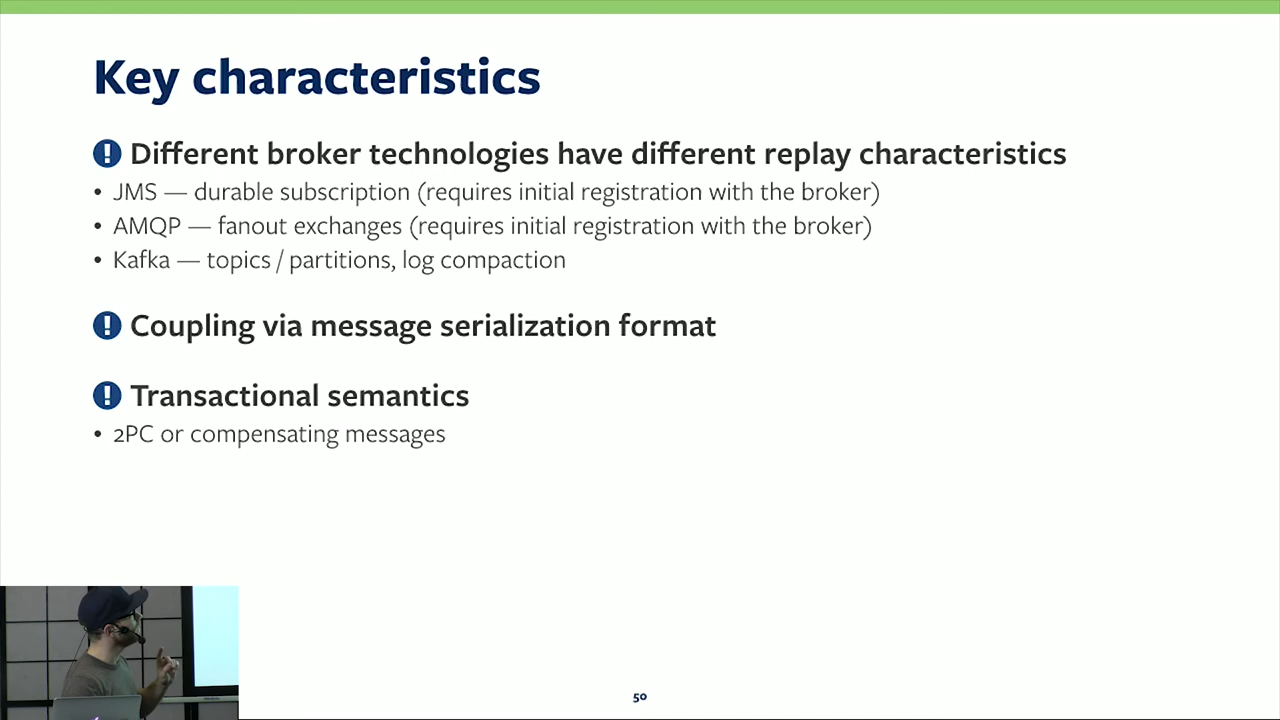 Key characteristics
! Different broker technologies have different replay characteristics
• JMS — durable subscription (requires initial registration with the broker)
• AMQP — fanout exchanges (requires initial registration with the broker)
• Kafka — topics / partitions, log compaction
! Coupling via message serialization format
! Transactional semantics
• 2PC or compensating messages
50